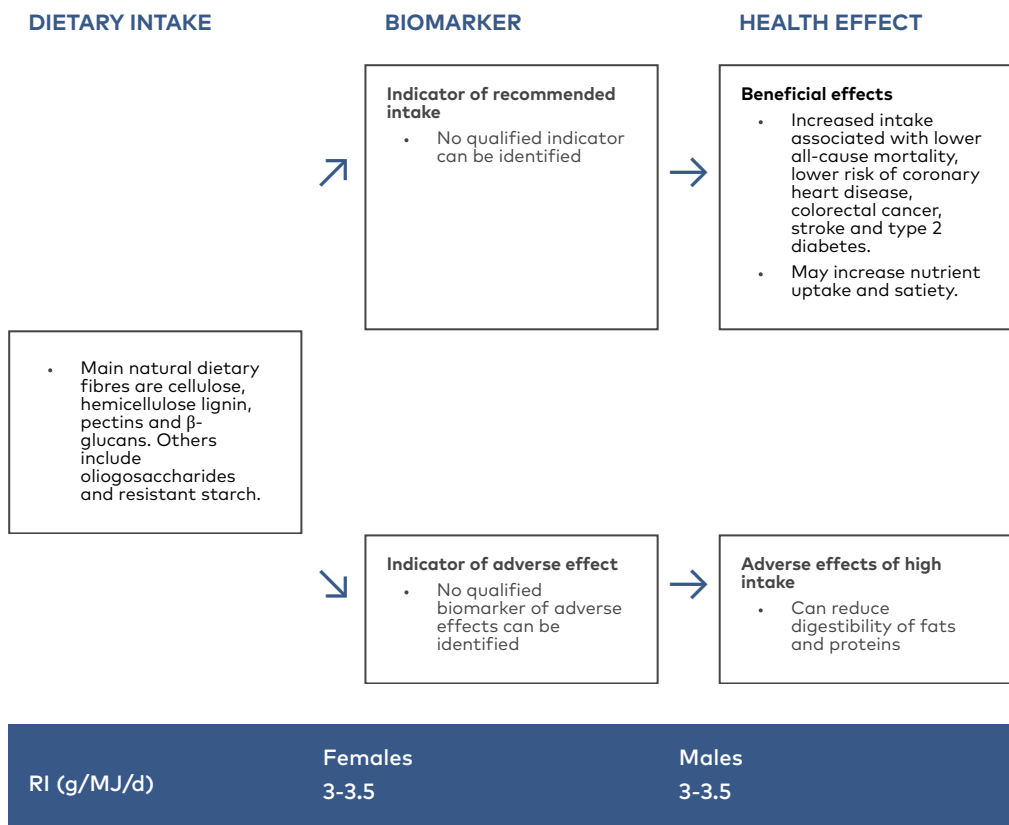 DIETARY INTAKE
BIOMARKER
HEALTH EFFECT
Indicator of recommended
intake
• No qualified indicator
can be identified
Beneficial effects
• Increased intake
associated with lower
all-cause mortality,
lower risk of coronary
heart disease,
colorectal cancer,
stroke and type 2
diabetes.
• May increase nutrient
uptake and satiety.
• Main natural dietary
fibres are cellulose,
hemicellulose lignin,
pectins and β-
glucans. Others
include
oliogosaccharides
and resistant starch.
Indicator of adverse effect
• No qualified
biomarker of adverse
effects can be
identified
Adverse effects of high
intake
• Can reduce
digestibility of fats
and proteins
RI (g/MJ/d)
Females
3-3.5
Males
3-3.5